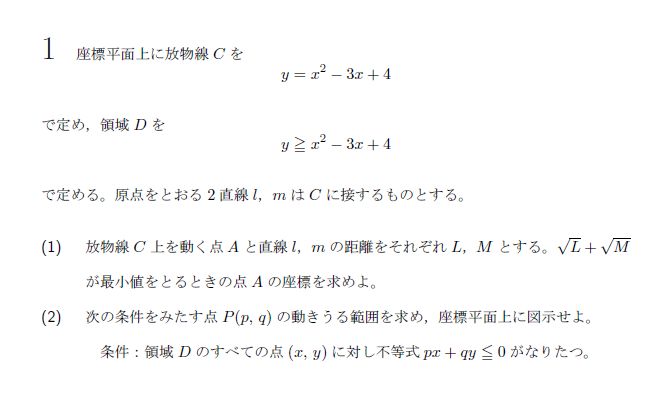 1 座標平面上に放物線 C を
y = x² − 3x + 4
で定め，領域 D を
y ≧ x² − 3x + 4
で定める。原点をとおる 2 直線 l，m は C に接するものとする。
(1) 放物線 C 上を動く点 A と直線 l，m の距離をそれぞれ L，M とする。√L + √M
が最小値をとるときの点 A の座標を求めよ。
(2) 次の条件をみたす点 P(p, q) の動きうる範囲を求め，座標平面上に図示せよ。
条件：領域 D のすべての点 (x, y) に対し不等式 px + qy ≦ 0 がなりたつ。